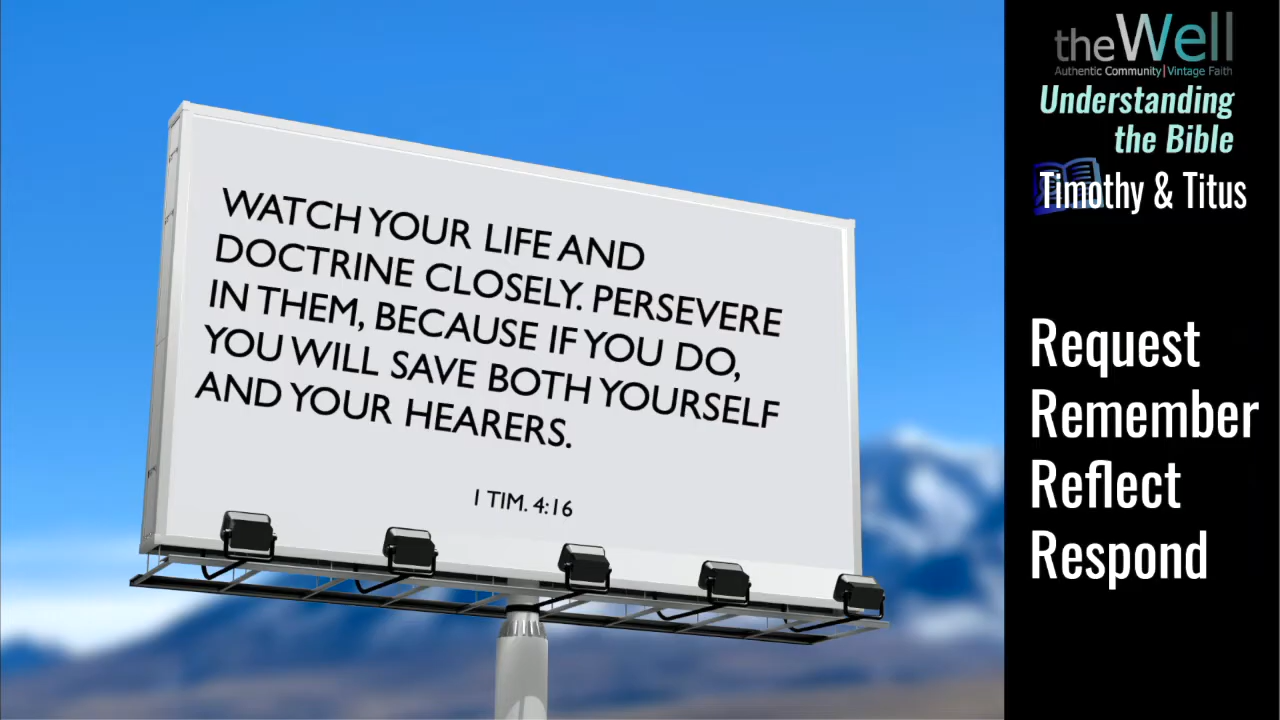 WATCH YOUR LIFE AND
DOCTRINE CLOSELY. PERSEVERE
IN THEM, BECAUSE IF YOU DO,
YOU WILL SAVE BOTH YOURSELF
AND YOUR HEARERS.
1 TIM. 4:16
theWell
Authentic Community|Vintage Faith
Understanding
the Bible
Timothy & Titus
Request
Remember
Reflect
Respond